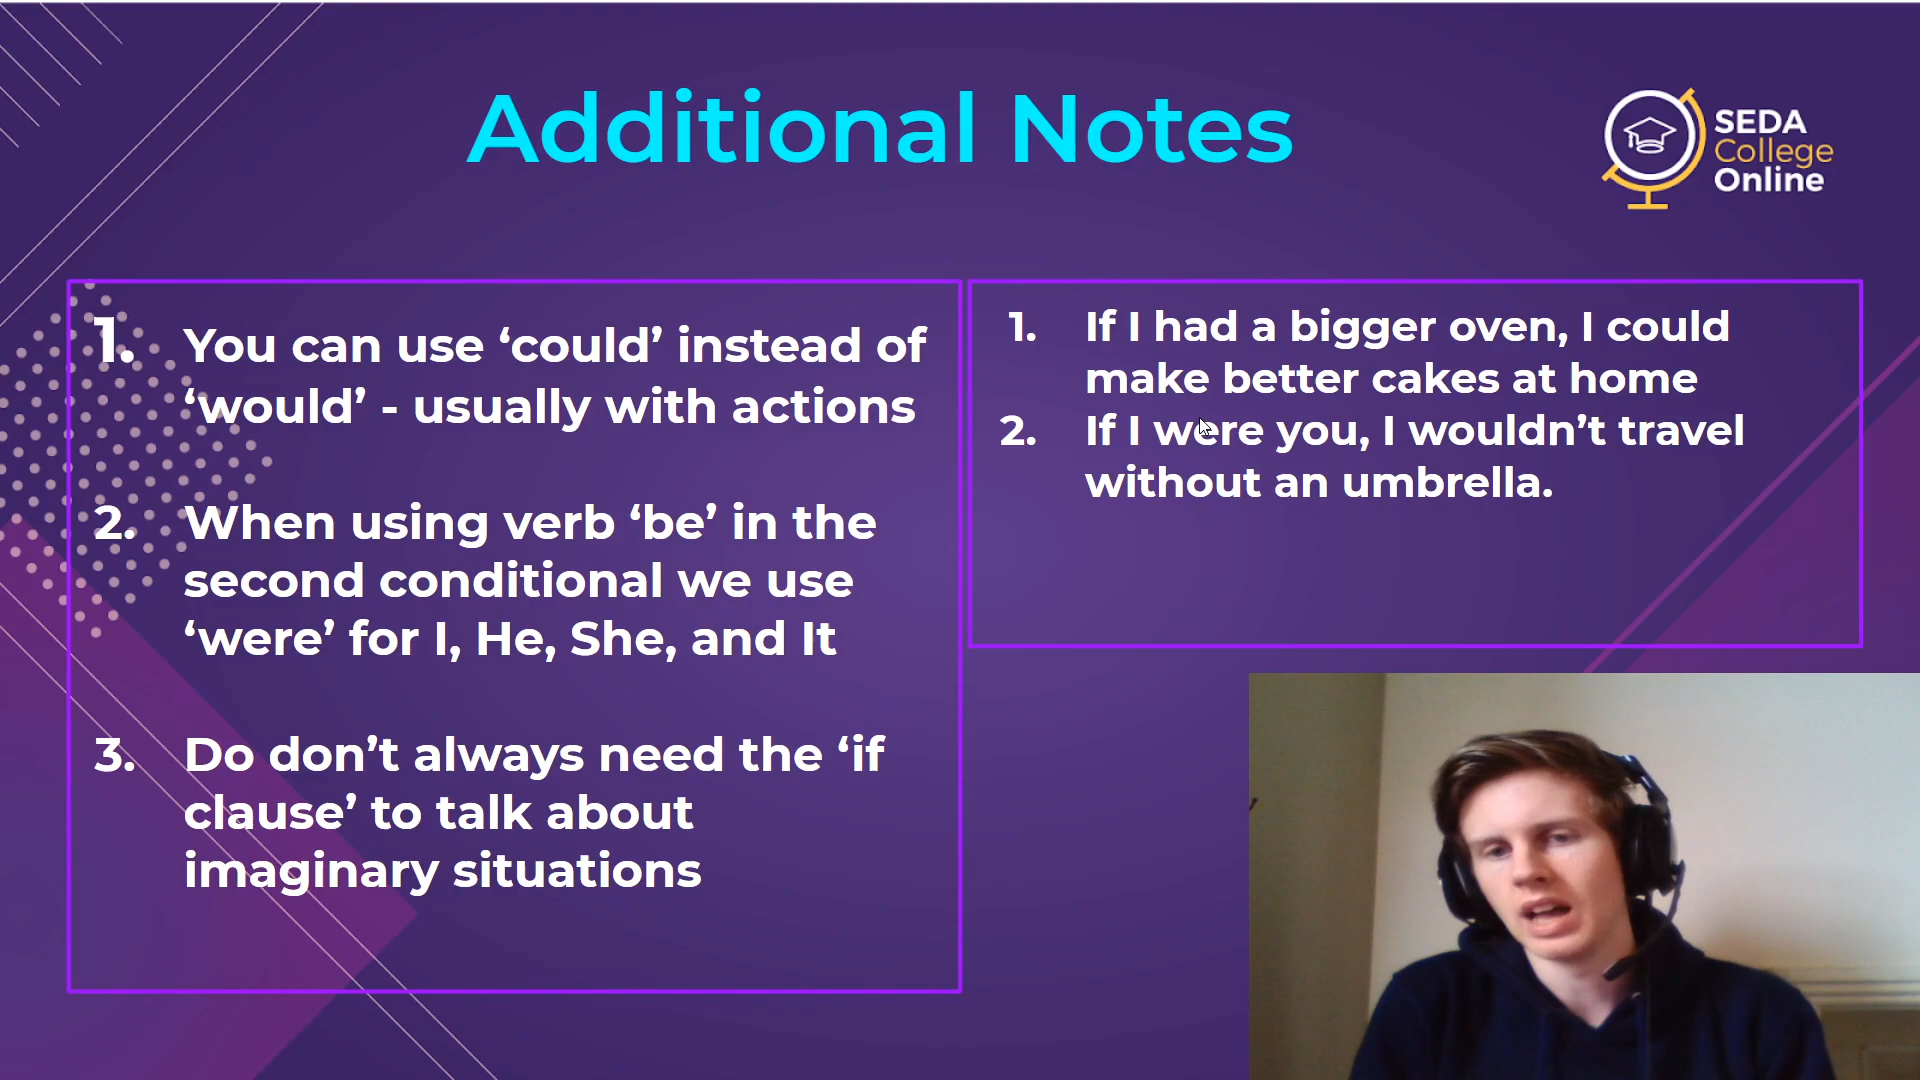 Additional Notes
SEDA
College
Online
1. You can use ‘could’ instead of
‘would’ - usually with actions
2. When using verb ‘be’ in the
second conditional we use
‘were’ for I, He, She, and It
3. Do don’t always need the ‘if
clause’ to talk about
imaginary situations
1. If I had a bigger oven, I could
make better cakes at home
2. If I were you, I wouldn’t travel
without an umbrella.